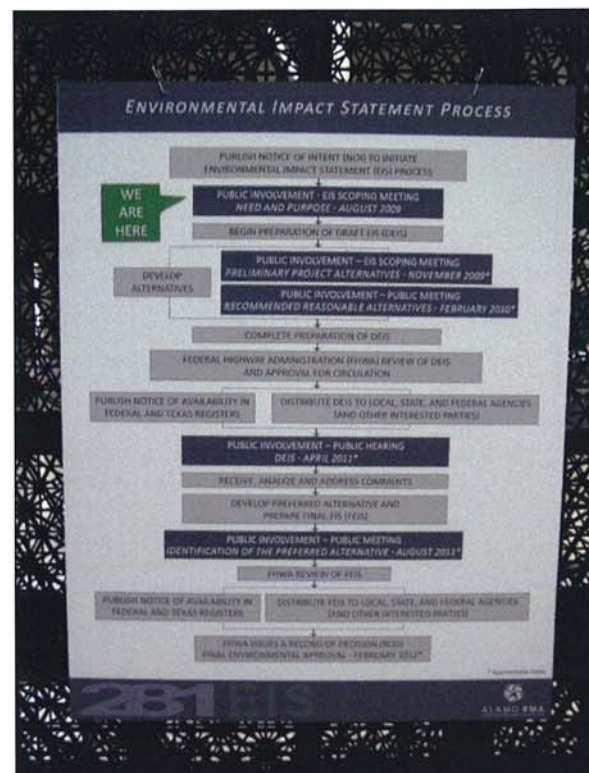 ENVIRONMENTAL IMPACT STATEMENT PROCESS
PUBLISH NOTICE OF INTENT (NOI) TO INITIATE
ENVIRONMENTAL IMPACT STATEMENT (EIS) PROCESS
WE
ARE
HERE
PUBLIC INVOLVEMENT - EIS SCOPING MEETING
NEED AND PURPOSE - AUGUST 2009
BEGIN PREPARATION OF DRAFT EIS (DEIS)
DEVELOP
ALTERNATIVES
PUBLIC INVOLVEMENT – EIS SCOPING MEETING
PRELIMINARY PROJECT ALTERNATIVES - NOVEMBER 2009*
PUBLIC INVOLVEMENT – PUBLIC MEETING
RECOMMENDED REASONABLE ALTERNATIVES - FEBRUARY 2010*
COMPLETE PREPARATION OF DEIS
FEDERAL HIGHWAY ADMINISTRATION (FHWA) REVIEW OF DEIS
AND APPROVAL FOR CIRCULATION
PUBLISH NOTICE OF AVAILABILITY IN
FEDERAL AND TEXAS REGISTERS
DISTRIBUTE DEIS TO LOCAL, STATE, AND FEDERAL AGENCIES
(AND OTHER INTERESTED PARTIES)
PUBLIC INVOLVEMENT – PUBLIC HEARING
DEIS - APRIL 2011*
RECEIVE, ANALIZE AND ADDRESS COMMENTS
DEVELOP PREFERRED ALTERNATIVE AND
PREPARE FINAL EIS (FEIS)
PUBLIC INVOLVEMENT – PUBLIC MEETING
IDENTIFICATION OF THE PREFERRED ALTERNATIVE - AUGUST 2011*
FHWA REVIEW OF FEIS
PUBLISH NOTICE OF AVAILABILITY IN
FEDERAL AND TEXAS REGISTERS
DISTRIBUTE FEIS TO LOCAL, STATE, AND FEDERAL AGENCIES
(AND OTHER INTERESTED PARTIES)
FHWA ISSUES A RECORD OF DECISION (ROD)
FINAL ENVIRONMENTAL APPROVAL - FEBRUARY 2012*
* Approximate Dates
281 EIS
ALAMO RMA